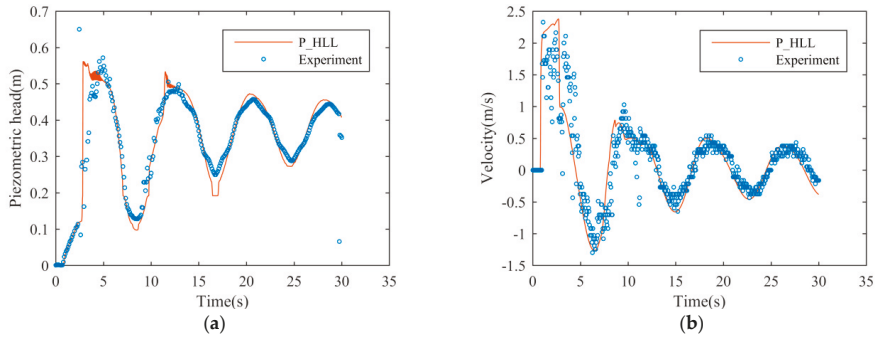 0.7
0.6
0.5
0.4
0.3
0.2
0.1
0
Piezometric head(m)
0 5 10 15 20 25 30 35
Time(s)
P_HLL
Experiment
(a)
2.5
2
1.5
1
0.5
0
-0.5
-1
-1.5
Velocity(m/s)
0 5 10 15 20 25 30 35
Time(s)
P_HLL
Experiment
(b)